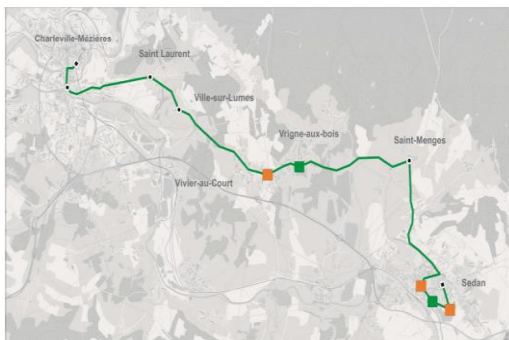 Charleville-Mézières
Saint Laurent
Ville-sur-Lumes
Vrigne-aux-bois
Saint-Menges
Vivier-au-Court
Sedan